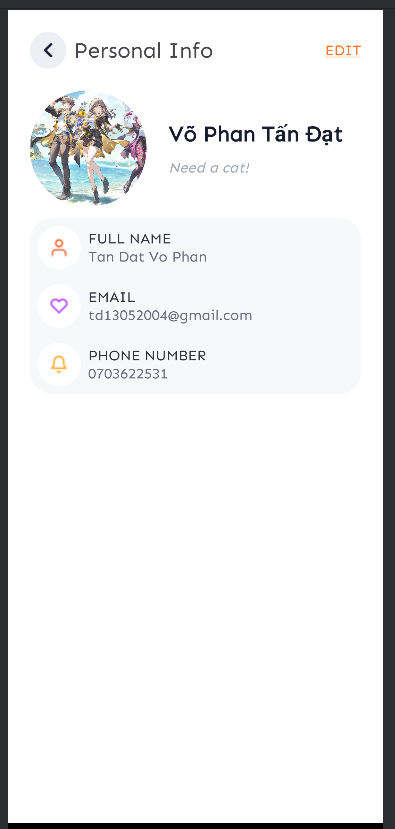 Personal Info
EDIT
Võ Phan Tấn Đạt
Need a cat!
FULL NAME
Tan Dat Vo Phan
EMAIL
td13052004@gmail.com
PHONE NUMBER
0703622531